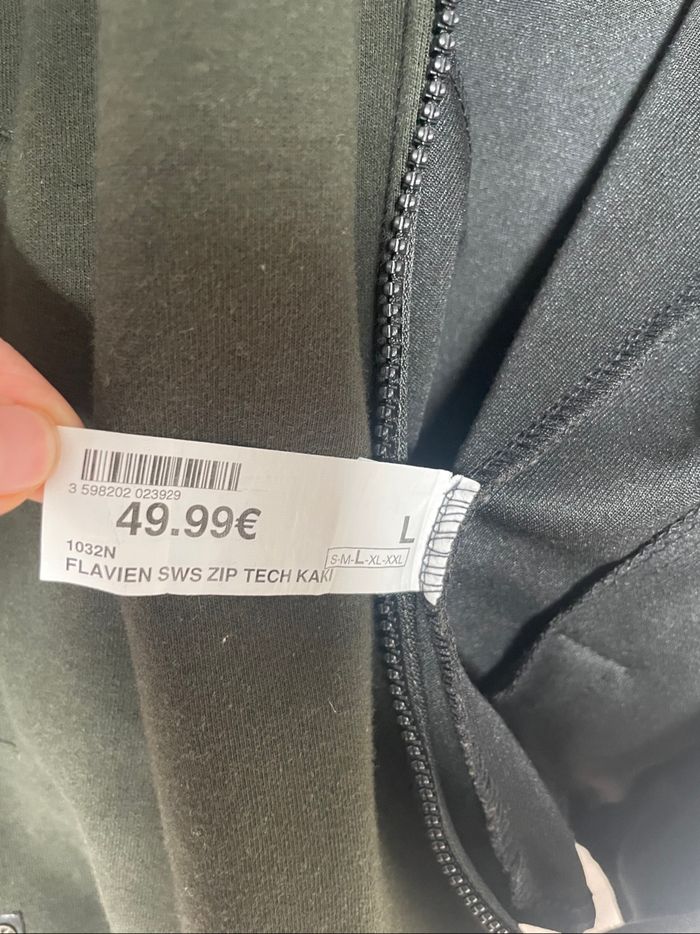 3 598202 023929
49.99€
L
1032N
S-M-L-XL-XXL
FLAVIEN SWS ZIP TECH KAKI